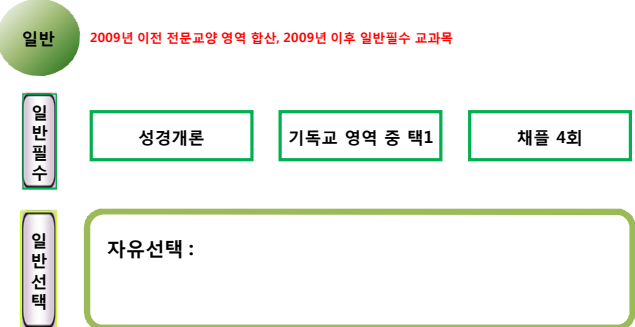 일반
2009년 이전 전문교양 영역 합산, 2009년 이후 일반필수 교과목
일반필수
성경개론
기독교 영역 중 택1
채플 4회
일반선택
자유선택 :